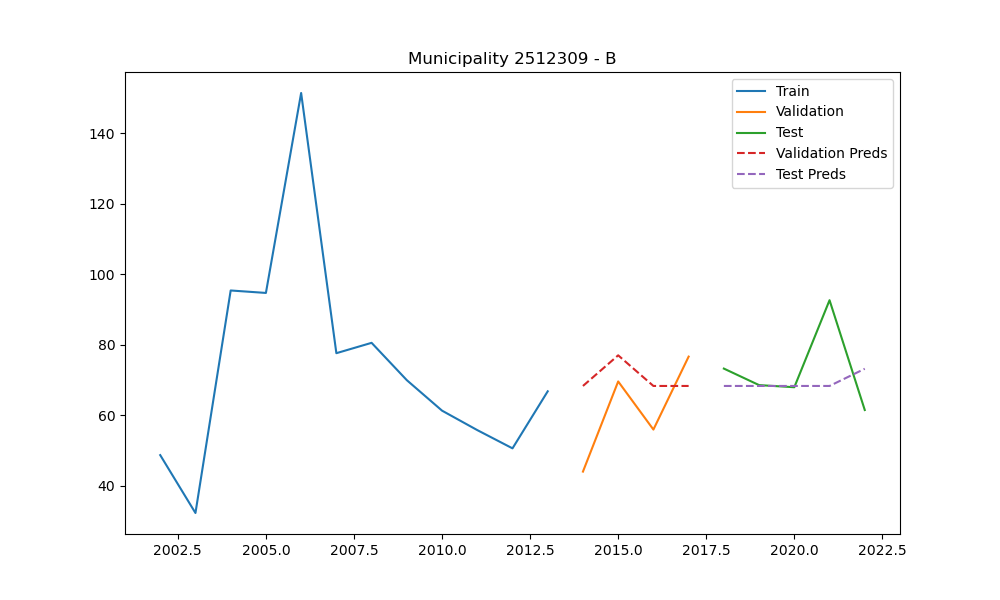 Municipality 2512309 - B
Train
Validation
Test
Validation Preds
Test Preds
140
120
100
80
60
40
2002.5 2005.0 2007.5 2010.0 2012.5 2015.0 2017.5 2020.0 2022.5